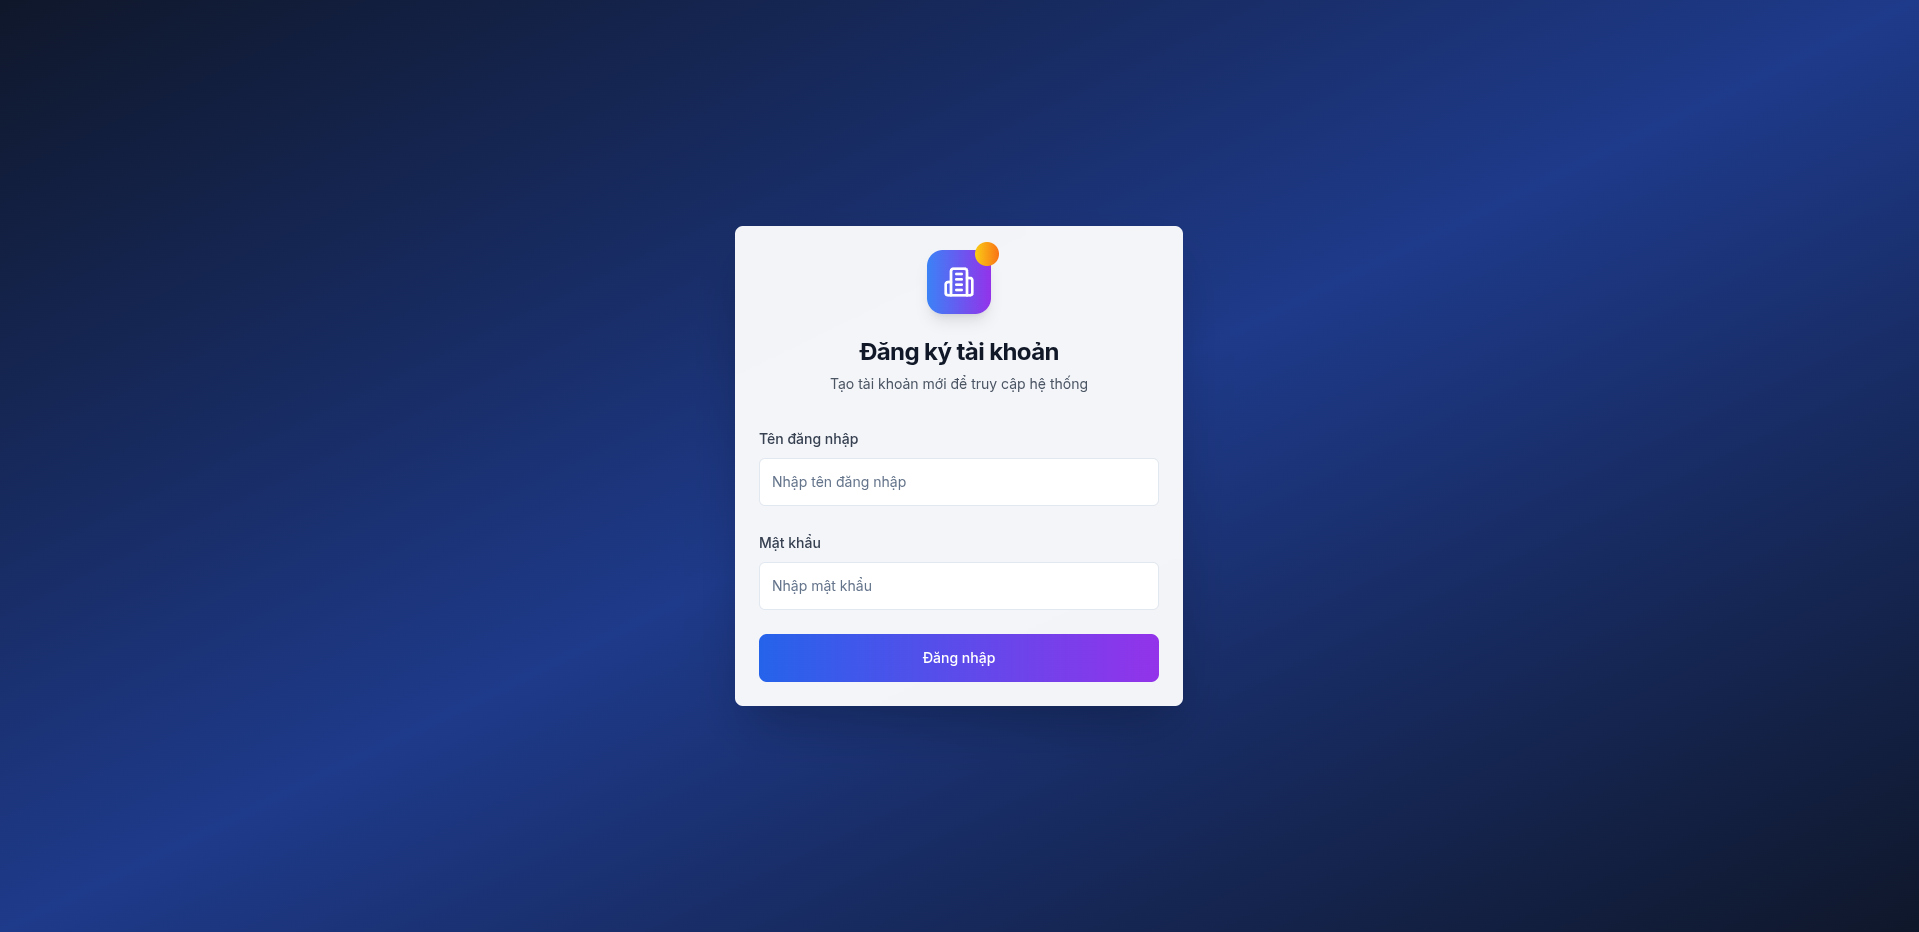 Đăng ký tài khoản
Tạo tài khoản mới để truy cập hệ thống
Tên đăng nhập
Nhập tên đăng nhập
Mật khẩu
Nhập mật khẩu
Đăng nhập